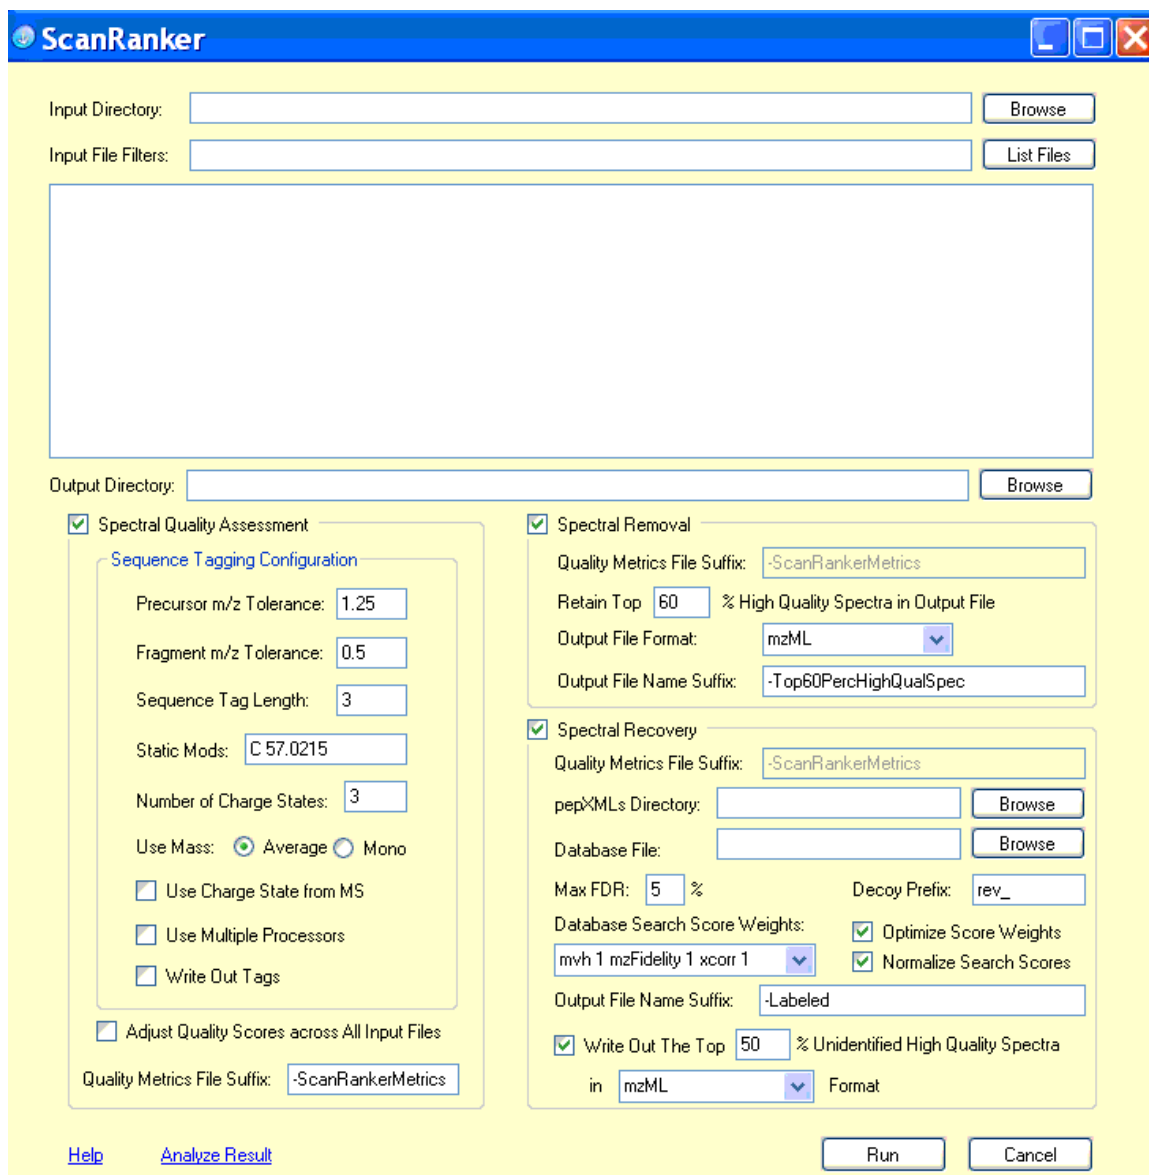 ScanRanker
Input Directory: Browse
Input File Filters: List Files
Output Directory: Browse
Spectral Quality Assessment
Sequence Tagging Configuration
Precursor m/z Tolerance: 1.25
Fragment m/z Tolerance: 0.5
Sequence Tag Length: 3
Static Mods: C 57.0215
Number of Charge States: 3
Use Mass: Average Mono
Use Charge State from MS
Use Multiple Processors
Write Out Tags
Adjust Quality Scores across All Input Files
Quality Metrics File Suffix: -ScanRankerMetrics
Spectral Removal
Quality Metrics File Suffix: -ScanRankerMetrics
Retain Top 60 % High Quality Spectra in Output File
Output File Format: mzML
Output File Name Suffix: -Top60PercHighQualSpec
Spectral Recovery
Quality Metrics File Suffix: -ScanRankerMetrics
pepXMLs Directory: Browse
Database File: Browse
Max FDR: 5 % Decoy Prefix: rev_
Database Search Score Weights:
Optimize Score Weights
mvh 1 mzFidelity 1 xcorr 1
Normalize Search Scores
Output File Name Suffix: -Labeled
Write Out The Top 50 % Unidentified High Quality Spectra
in mzML Format
Help Analyze Result Run Cancel